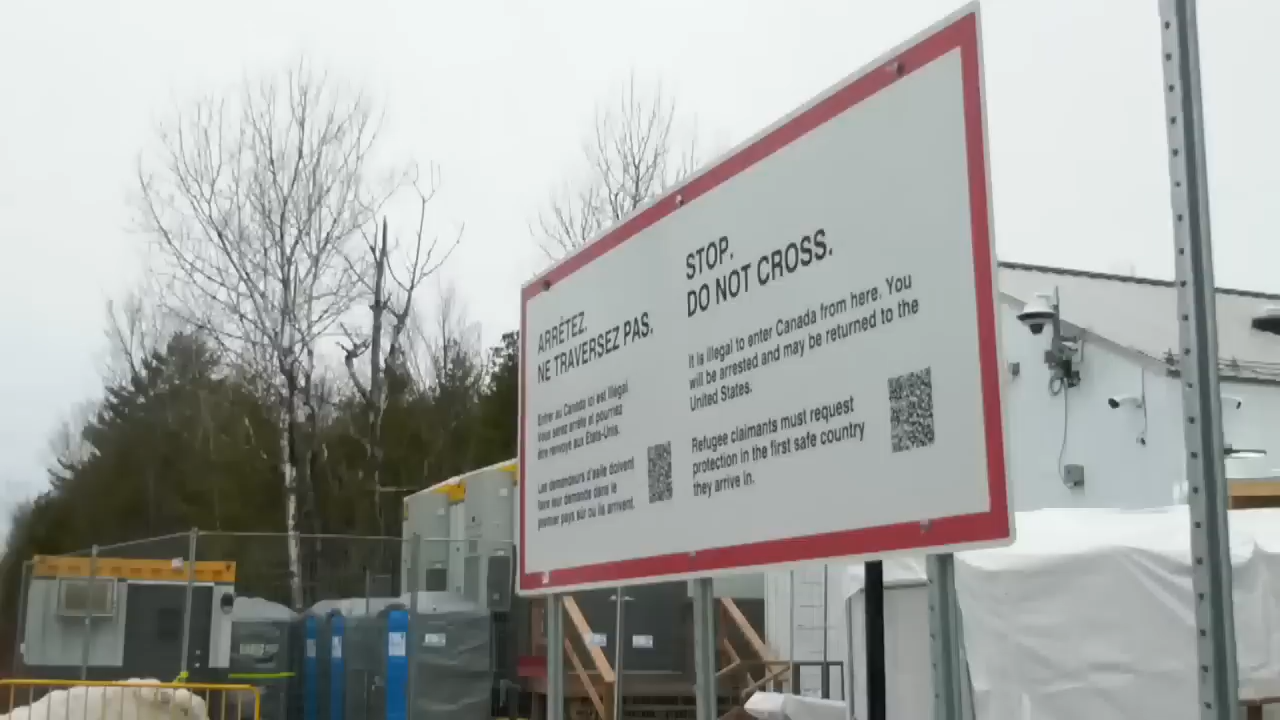 ARRÊTEZ.
NE TRAVERSEZ PAS.
Entrer au Canada ici est illégal
Vous serez arrêté et pourriez
être renvoyé aux États-Unis.
Les demandeurs d'asile doivent
faire leur demande dans le
premier pays sûr où ils arrivent.
STOP.
DO NOT CROSS.
It is illegal to enter Canada from here. You
will be arrested and may be returned to the
United States.
Refugee claimants must request
protection in the first safe country
they arrive in.